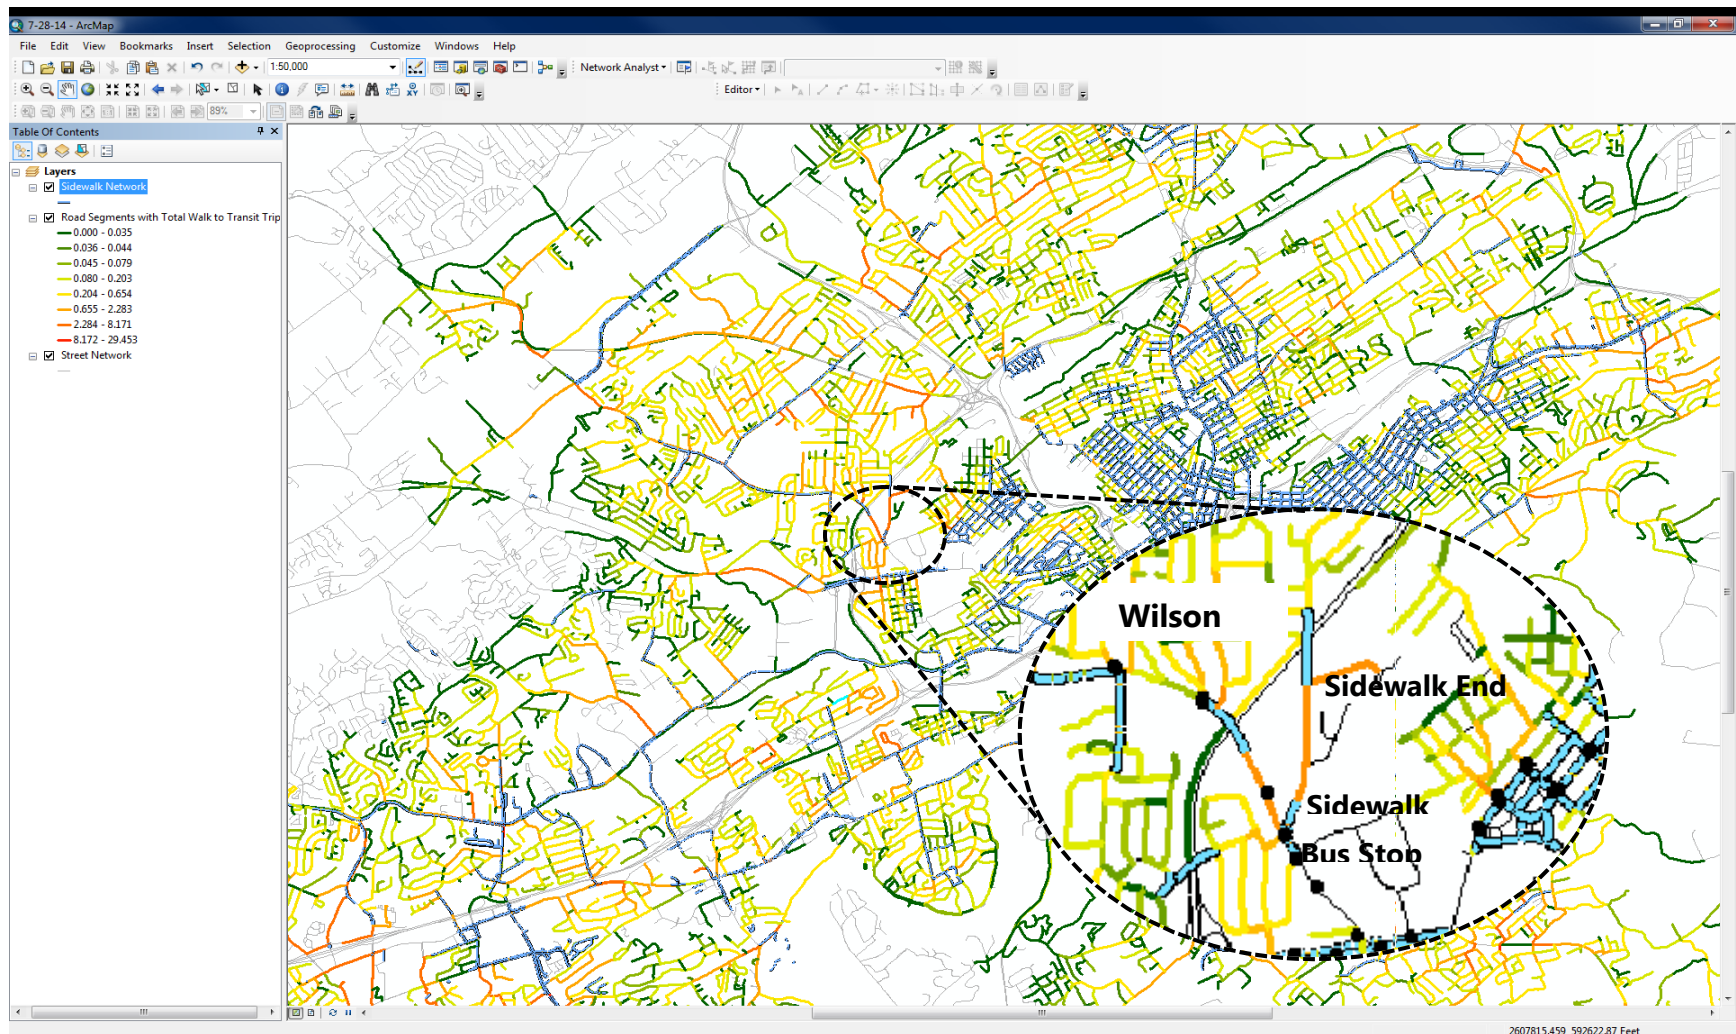 7-28-14 - ArcMap
File Edit View Bookmarks Insert Selection Geoprocessing Customize Windows Help
1:50,000
Network Analyst
Editor
89%
Table Of Contents
Layers
Sidewalk Network
Road Segments with Total Walk to Transit Trip
0.000 - 0.035
0.036 - 0.044
0.045 - 0.079
0.080 - 0.203
0.204 - 0.654
0.655 - 2.283
2.284 - 8.171
8.172 - 29.453
Street Network
Wilson
Sidewalk End
Sidewalk
Bus Stop
2607815.459 592622.87 Feet